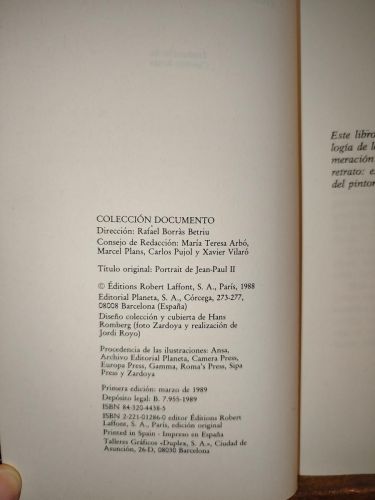 COLECCIÓN DOCUMENTO
Dirección: Rafael Borràs Betriu
Consejo de Redacción: María Teresa Arbó,
Marcel Plans, Carlos Pujol y Xavier Vilaró
Título original: Portrait de Jean-Paul II
© Éditions Robert Laffont, S. A., París, 1988
Editorial Planeta, S. A., Córcega, 273-277,
08008 Barcelona (España)
Diseño colección y cubierta de Hans
Romberg (foto Zardoya y realización de
Jordi Royo)
Procedencia de las ilustraciones: Ansa,
Archivo Editorial Planeta, Camera Press,
Europa Press, Gamma, Roma's Press, Sipa
Press y Zardoya
Primera edición: marzo de 1989
Depósito legal: B. 7.955-1989
ISBN 84-320-4438-5
ISBN 2-221-01286-0 editor Éditions Robert
Laffont, S. A., París, edición original
Printed in Spain - Impreso en España
Talleres Gráficos «Duplex, S. A.», Ciudad de
Asunción, 26-D, 08030 Barcelona
Este libro
logía de l
meración
retrato: e
del pintor